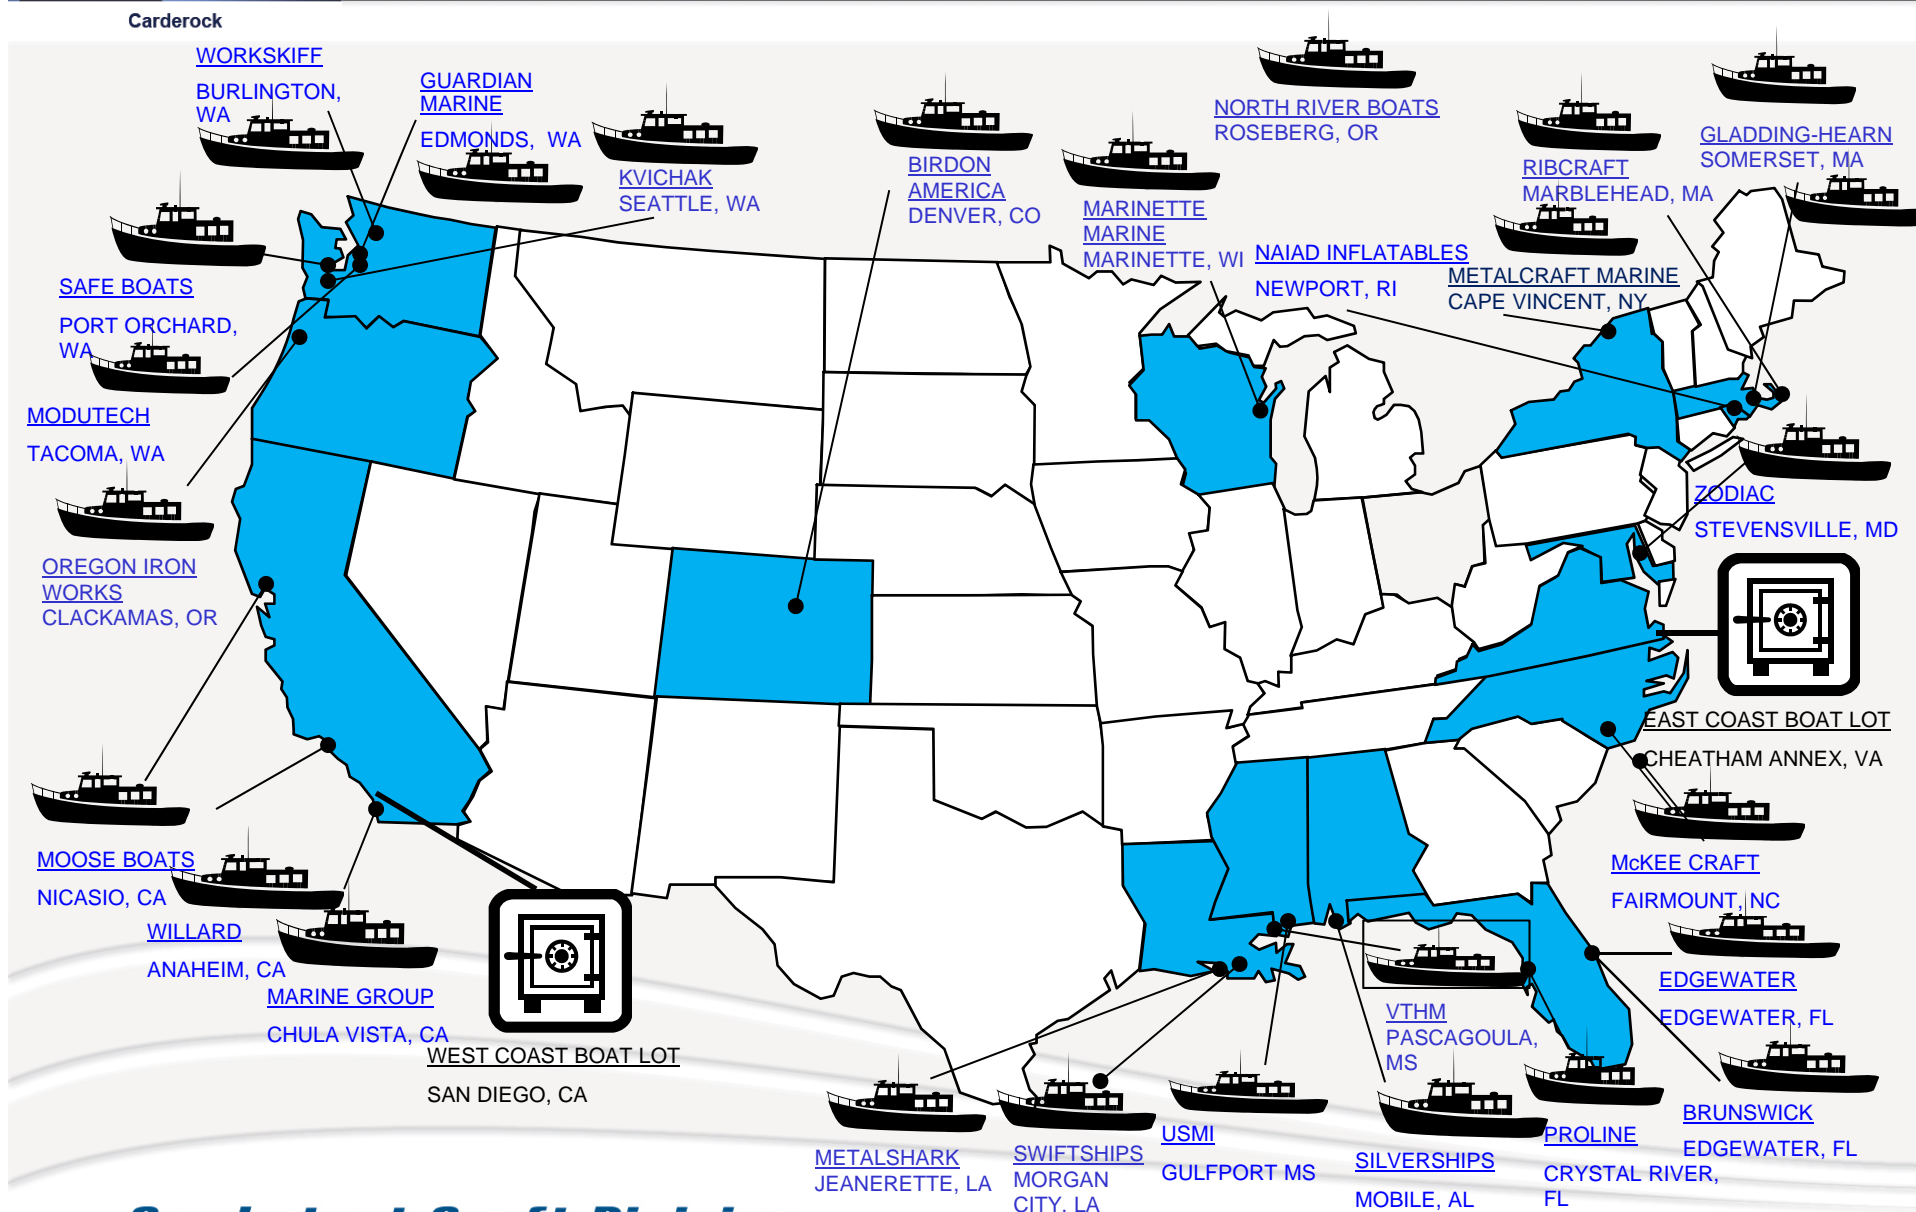 Carderock
WORKSKIFF
BURLINGTON,
WA
GUARDIAN
MARINE
EDMONDS, WA
KVICHAK
SEATTLE, WA
BIRDON
AMERICA
DENVER, CO
MARINETTE
MARINE
MARINETTE, WI
NORTH RIVER BOATS
ROSEBERG, OR
NAIAD INFLATABLES
NEWPORT, RI
RIBCRAFT
MARBLEHEAD, MA
GLADDING-HEARN
SOMERSET, MA
METALCRAFT MARINE
CAPE VINCENT, NY
SAFE BOATS
PORT ORCHARD,
WA
MODUTECH
TACOMA, WA
OREGON IRON
WORKS
CLACKAMAS, OR
ZODIAC
STEVENSVILLE, MD
EAST COAST BOAT LOT
CHEATHAM ANNEX, VA
MOOSE BOATS
NICASIO, CA
WILLARD
ANAHEIM, CA
MARINE GROUP
CHULA VISTA, CA
WEST COAST BOAT LOT
SAN DIEGO, CA
McKEE CRAFT
FAIRMOUNT, NC
EDGEWATER
EDGEWATER, FL
VTHM
PASCAGOULA,
MS
BRUNSWICK
EDGEWATER, FL
PROLINE
CRYSTAL RIVER,
FL
METALSHARK
JEANERETTE, LA
SWIFTSHIPS
MORGAN
CITY, LA
USMI
GULFPORT MS
SILVERSHIPS
MOBILE, AL